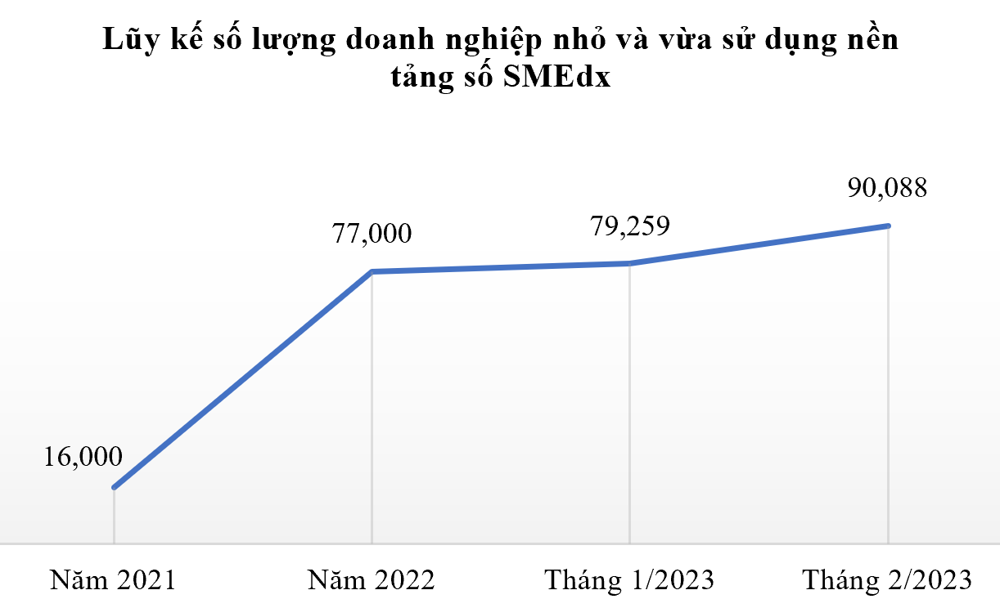 Lũy kế số lượng doanh nghiệp nhỏ và vừa sử dụng nền
tảng số SMEdx
90,088
79,259
77,000
16,000
Năm 2021
Năm 2022
Tháng 1/2023
Tháng 2/2023